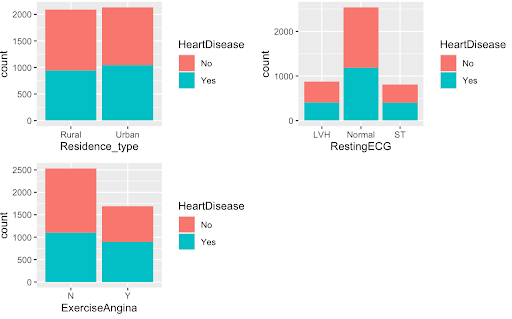 count
2000
1500
1000
500
0
Rural Urban
Residence_type
HeartDisease
No
Yes
count
2000
1000
0
LVH Normal ST
RestingECG
HeartDisease
No
Yes
count
2500
2000
1500
1000
500
0
N Y
ExerciseAngina
HeartDisease
No
Yes